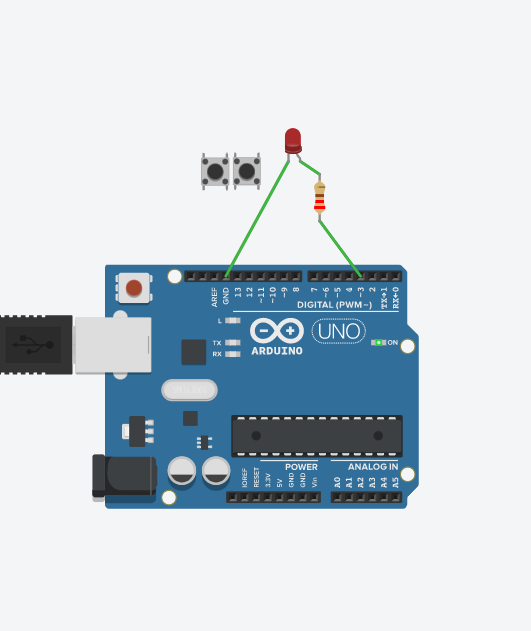 AREF
GND
13
12
~11
~10
~9
8
7
~6
~5
4
~3
2
TX→1
RX←0
DIGITAL (PWM~)
L
TX
RX
ARDUINO
UNO
ON
POWER
ANALOG IN
IOREF
RESET
3.3V
5V
GND
GND
Vin
A0
A1
A2
A3
A4
A5